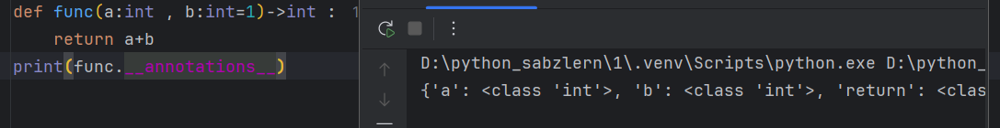 def func(a:int , b:int=1)->int :
    return a+b
print(func.__annotations__)
D:\python_sabzlern\1\.venv\Scripts\python.exe D:\python_
{'a': <class 'int'>, 'b': <class 'int'>, 'return': <clas